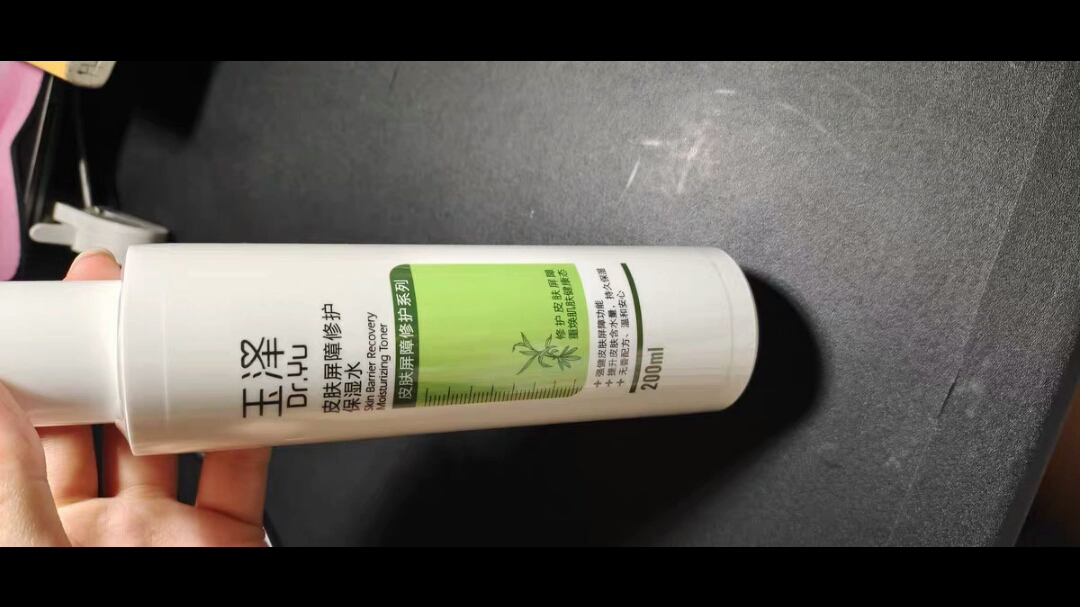 玉泽
Dr.Yu
皮肤屏障修护
保湿水
Skin Barrier Recovery
Moisturizing Toner
皮肤屏障修护系列
修护皮肤屏障
重焕肌肤健康态
+ 强健皮肤屏障功能
+ 提升皮肤含水量，持久保湿
+ 无香配方、温和安心
200ml